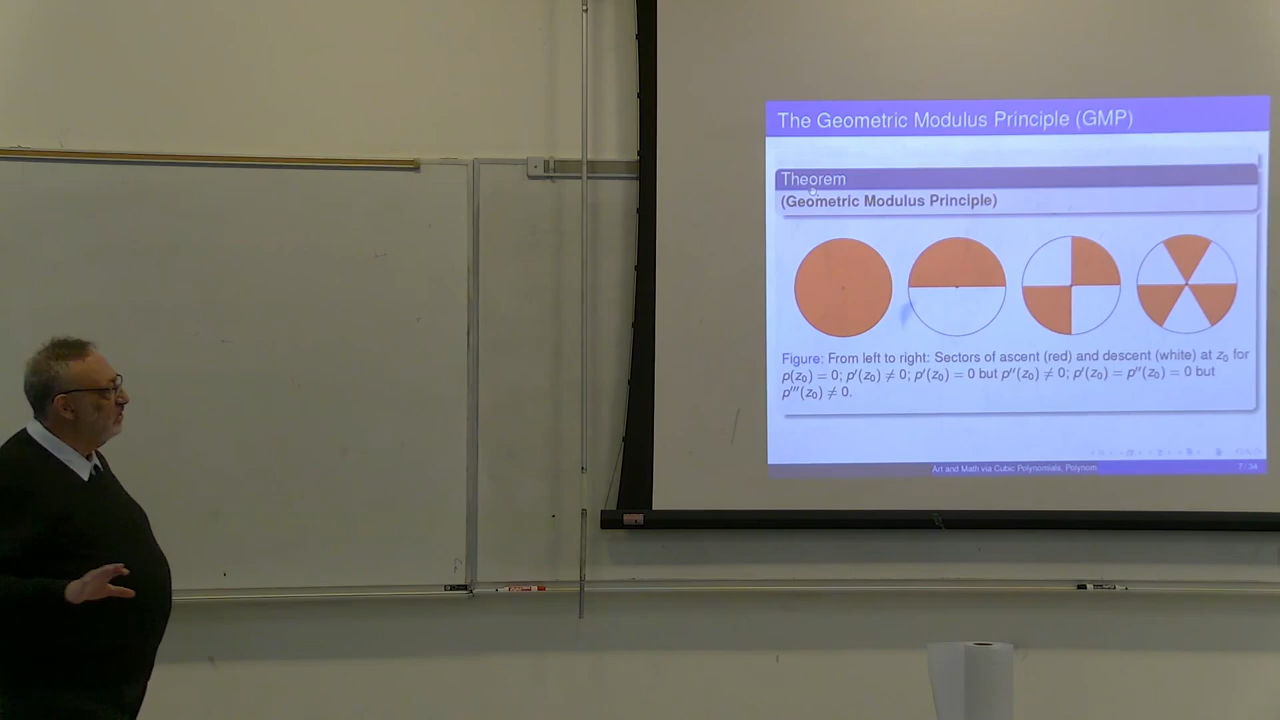 The Geometric Modulus Principle (GMP)
Theorem
(Geometric Modulus Principle)
Figure: From left to right: Sectors of ascent (red) and descent (white) at z₀ for
p(z₀) = 0; p′(z₀) ≠ 0; p′(z₀) = 0 but p″(z₀) ≠ 0; p′(z₀) = p″(z₀) = 0 but
p‴(z₀) ≠ 0.
Art and Math via Cubic Polynomials, Polynom
7 / 34